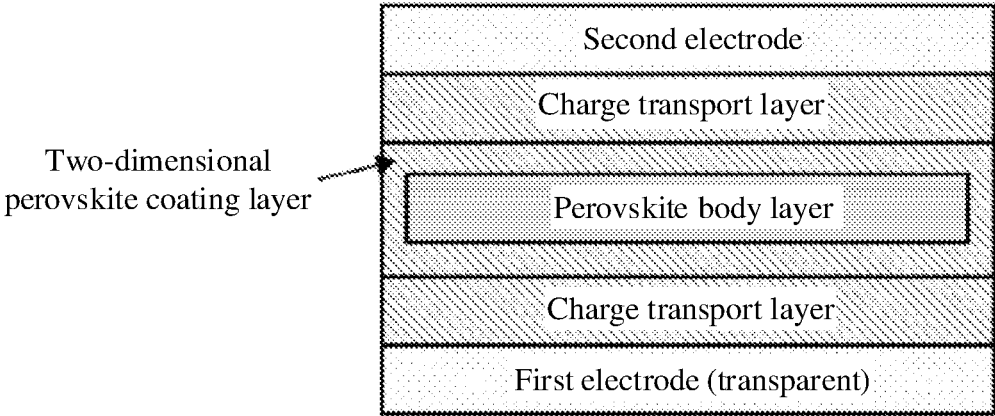 Second electrode
Charge transport layer
Two-dimensional
perovskite coating layer
Perovskite body layer
Charge transport layer
First electrode (transparent)